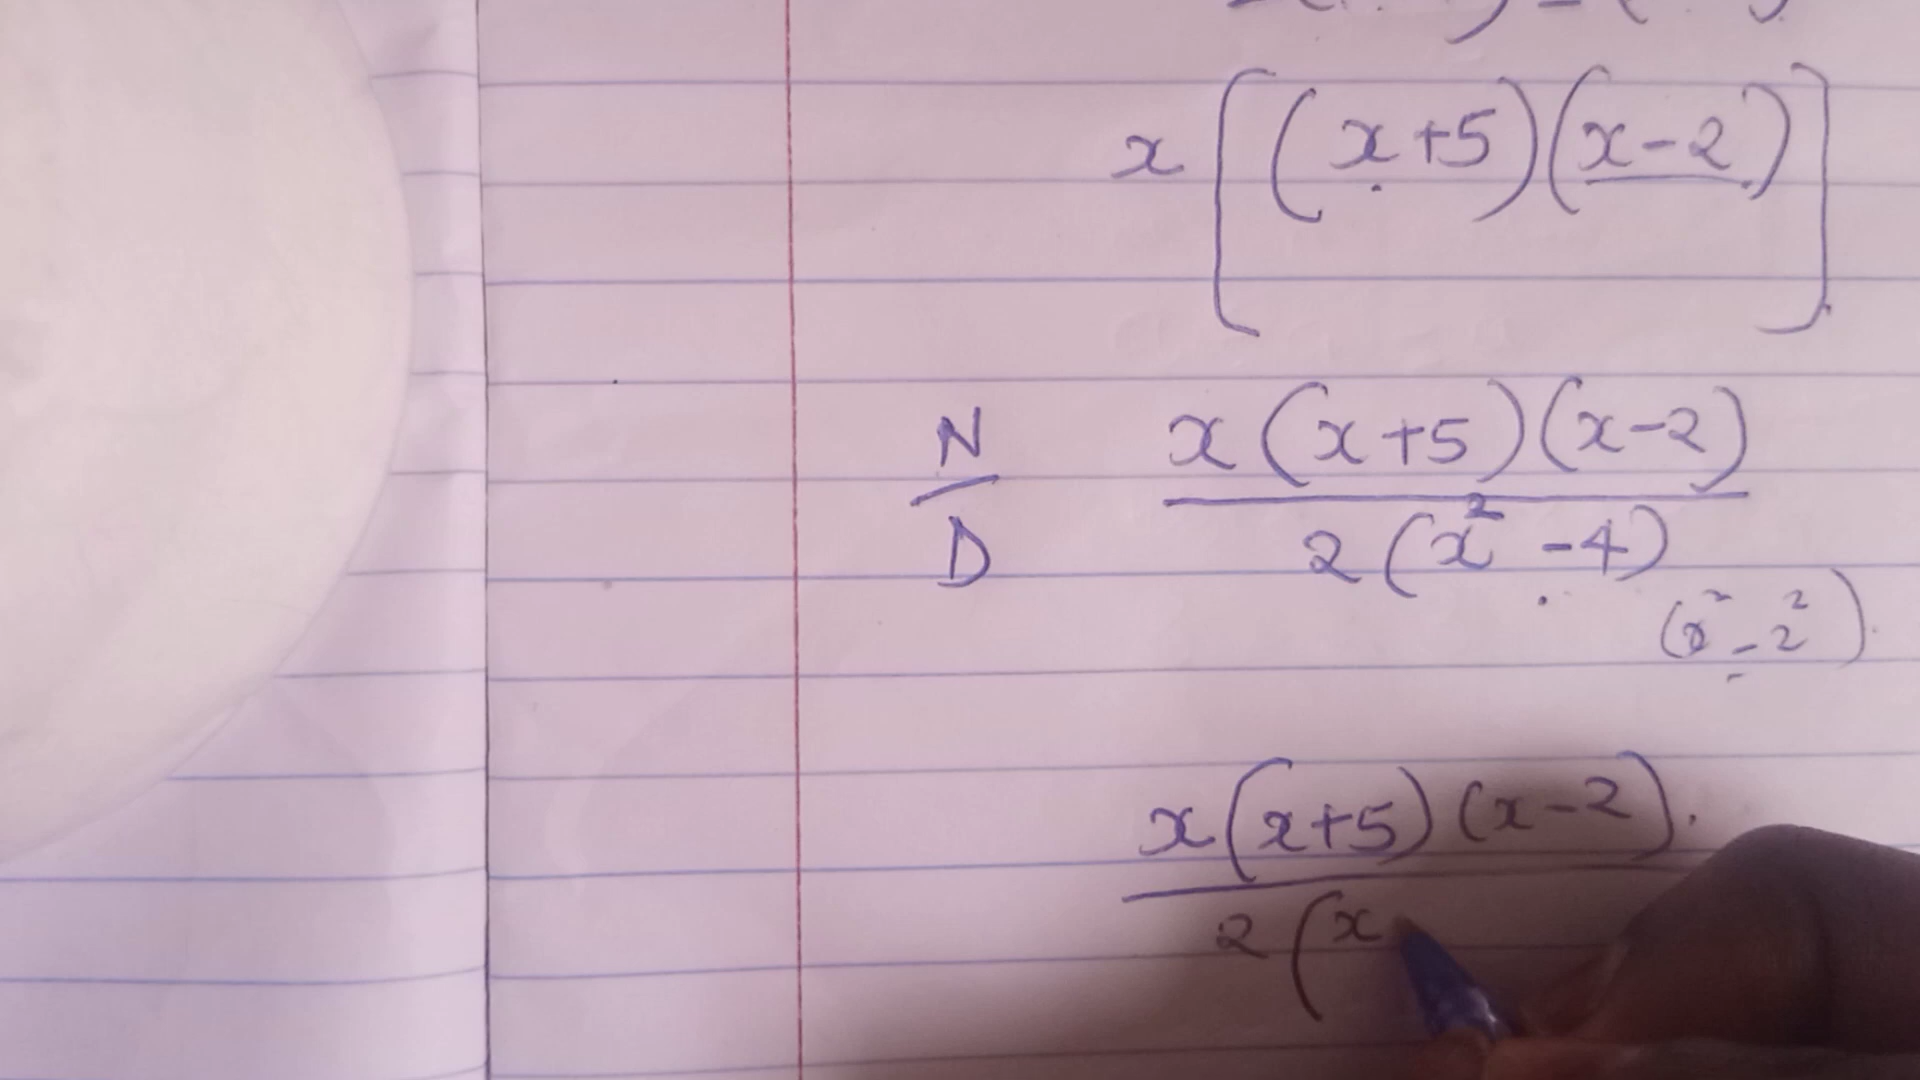 x[(x+5)(x-2)]
N/D x(x+5)(x-2)/2(x²-4)
(x²-2²)
x(x+5)(x-2).
2(x